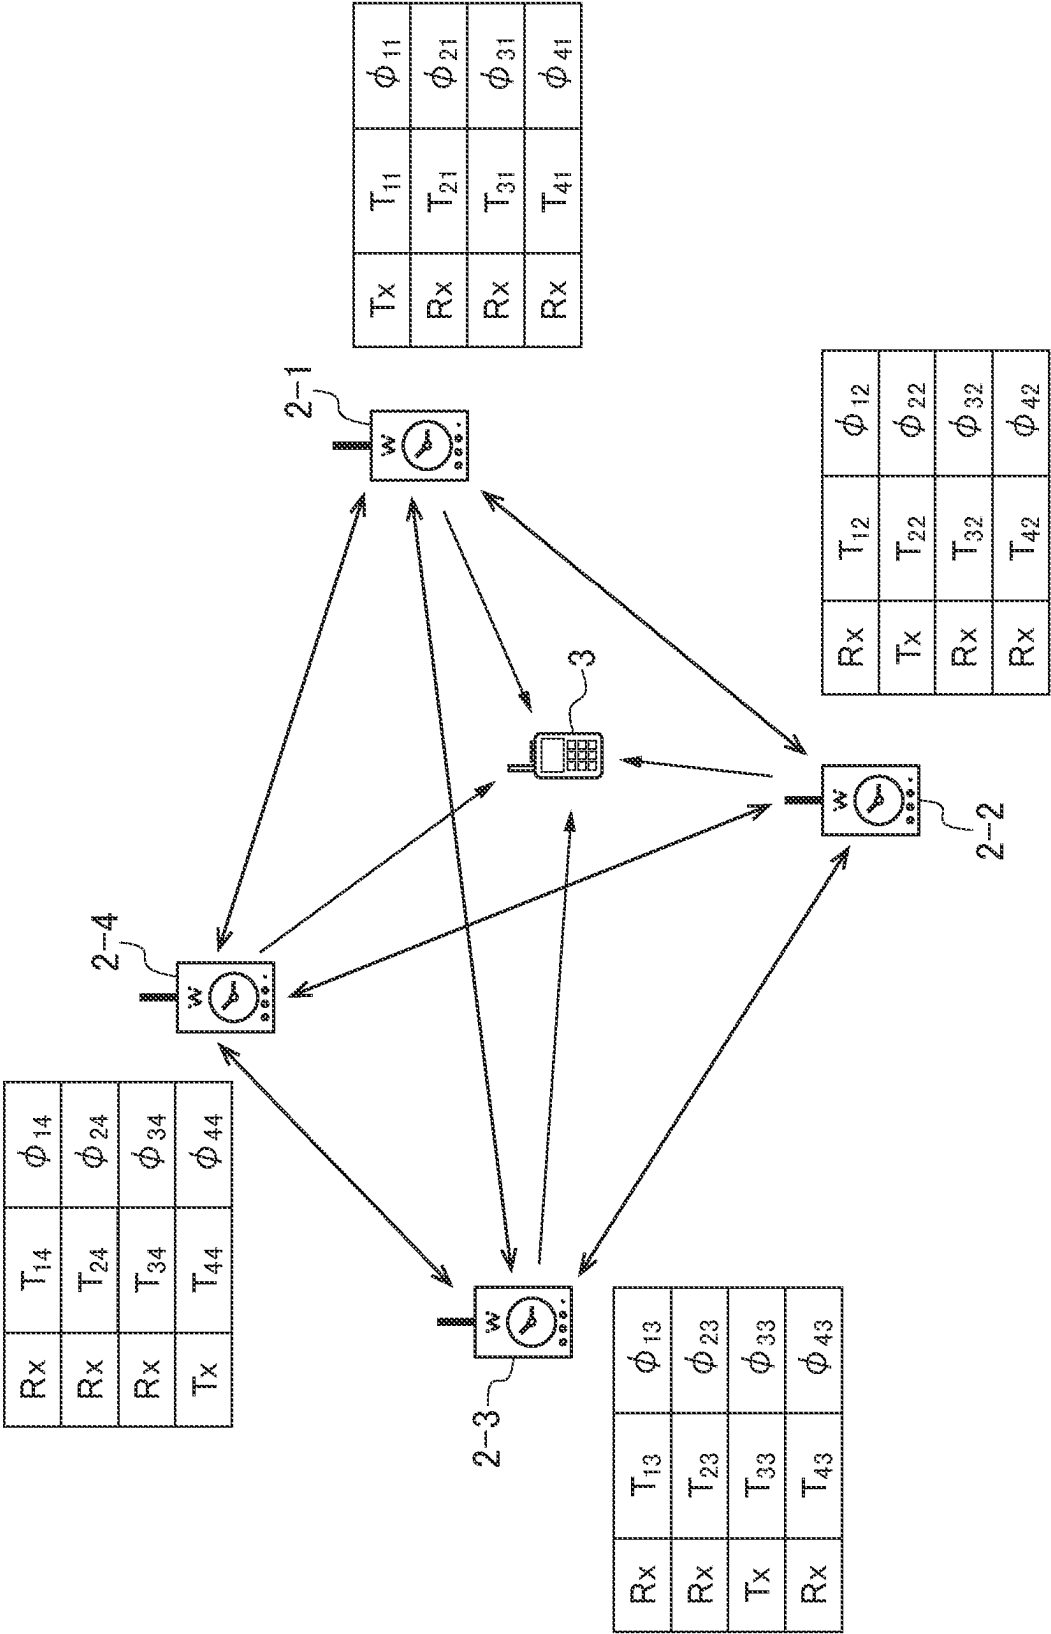 Rx T₁₄ ϕ₁₄
Rx T₂₄ ϕ₂₄
Rx T₃₄ ϕ₃₄
Tx T₄₄ ϕ₄₄
2-4
W
2-1
W
Tx T₁₁ ϕ₁₁
Rx T₂₁ ϕ₂₁
Rx T₃₁ ϕ₃₁
Rx T₄₁ ϕ₄₁
2-3
W
3
Rx T₁₃ ϕ₁₃
Rx T₂₃ ϕ₂₃
Tx T₃₃ ϕ₃₃
Rx T₄₃ ϕ₄₃
W
2-2
Rx T₁₂ ϕ₁₂
Tx T₂₂ ϕ₂₂
Rx T₃₂ ϕ₃₂
Rx T₄₂ ϕ₄₂